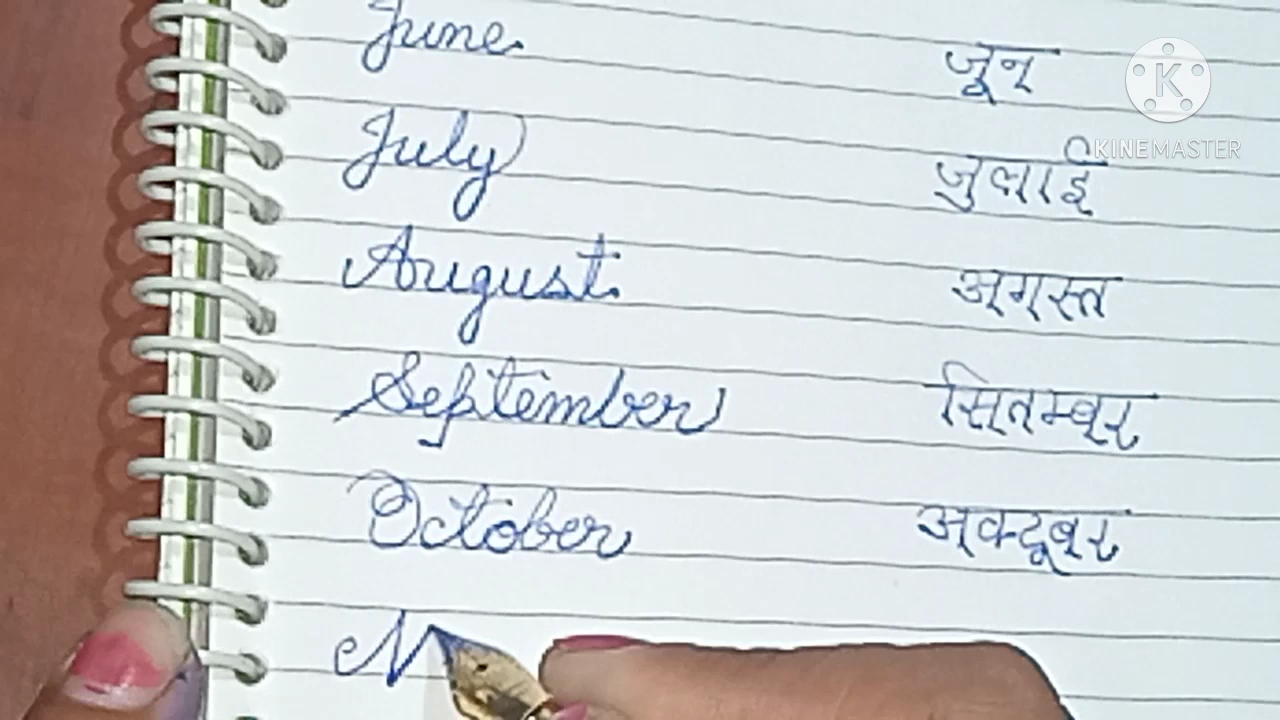 June जून
July जुलाई
August अगस्त
September सितम्बर
October अक्टूबर
N
K
KINEMASTER